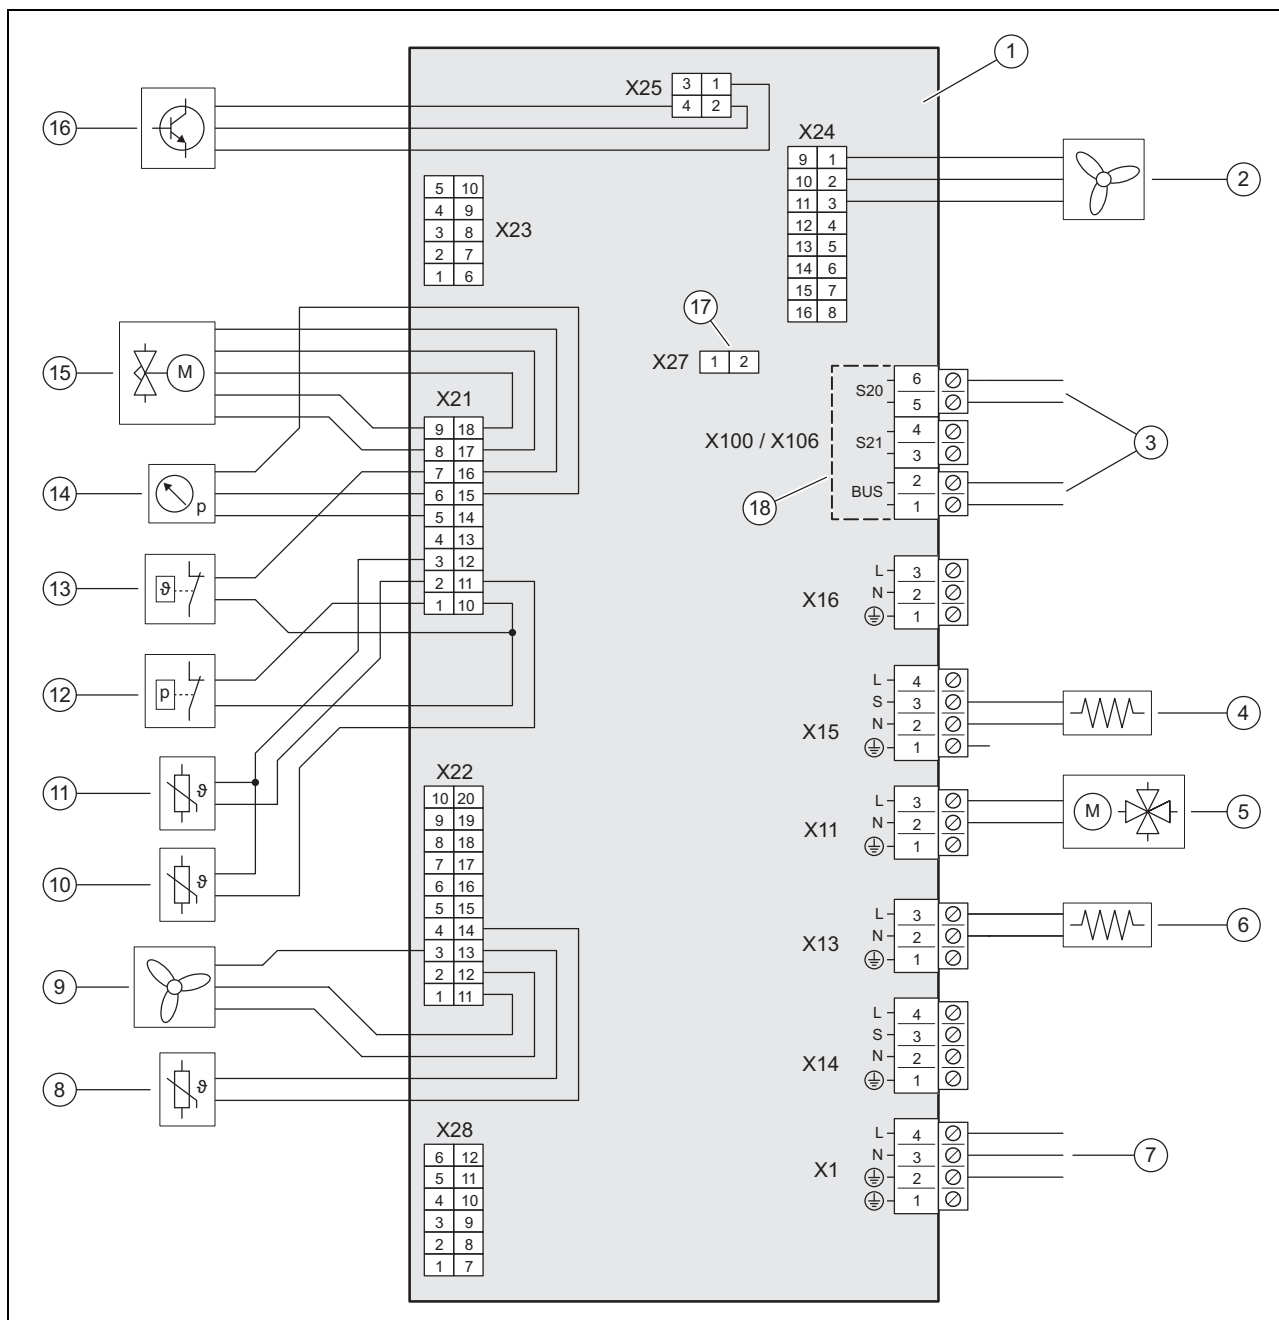 1
X25
3 1
4 2
16
X24
9 1
10 2
11 3
12 4
13 5
14 6
15 7
16 8
2
5 10
4 9
3 8
2 7
1 6
X23
17
X27
1 2
15
M
X21
9 18
8 17
7 16
6 15
5 14
4 13
3 12
2 11
1 10
S20
6
5
X100 / X106
S21
4
3
BUS
2
1
3
18
14
p
13
ϑ
X16
L 3
N 2
1
12
p
X15
L 4
S 3
N 2
1
4
11
ϑ
X22
10 20
9 19
8 18
7 17
6 16
5 15
4 14
3 13
2 12
1 11
X11
L 3
N 2
1
M
5
10
ϑ
X13
L 3
N 2
1
6
9
X14
L 4
S 3
N 2
1
8
ϑ
X28
6 12
5 11
4 10
3 9
2 8
1 7
X1
L 4
N 3
2
1
7